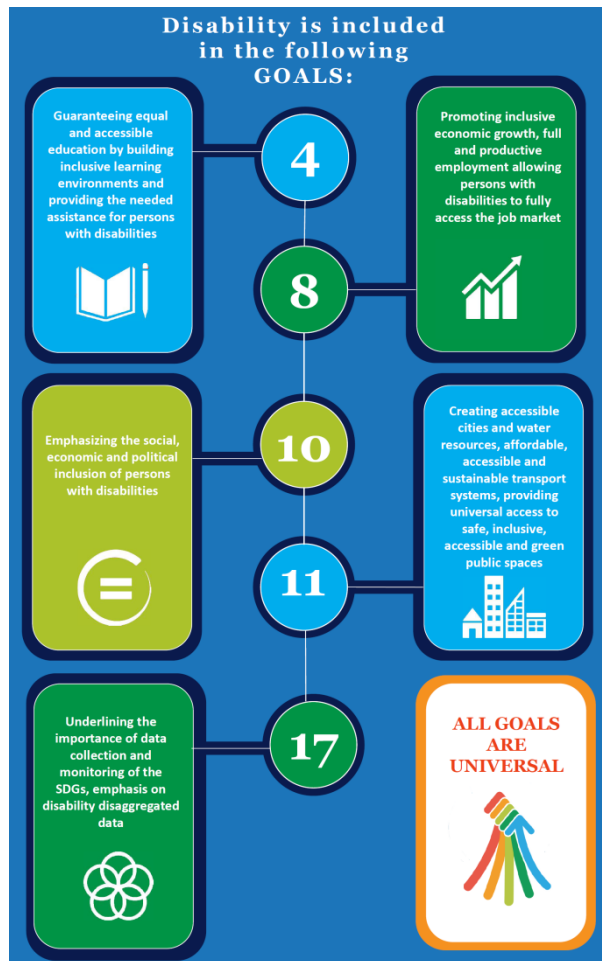 Disability is included
in the following
GOALS:
Guaranteeing equal
and accessible
education by building
inclusive learning
environments and
providing the needed
assistance for persons
with disabilities
4
Promoting inclusive
economic growth, full
and productive
employment allowing
persons with
disabilities to fully
access the job market
8
Emphasizing the social,
economic and political
inclusion of persons
with disabilities
10
Creating accessible
cities and water
resources, affordable,
accessible and
sustainable transport
systems, providing
universal access to
safe, inclusive,
accessible and green
public spaces
11
Underlining the
importance of data
collection and
monitoring of the
SDGs, emphasis on
disability disaggregated
data
17
ALL GOALS
ARE
UNIVERSAL